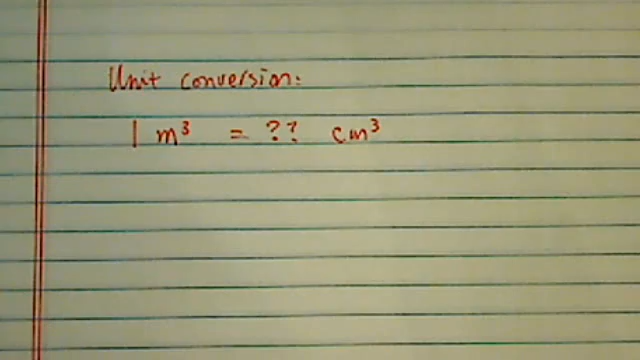 Unit conversion:
1 m³ = ?? cm³